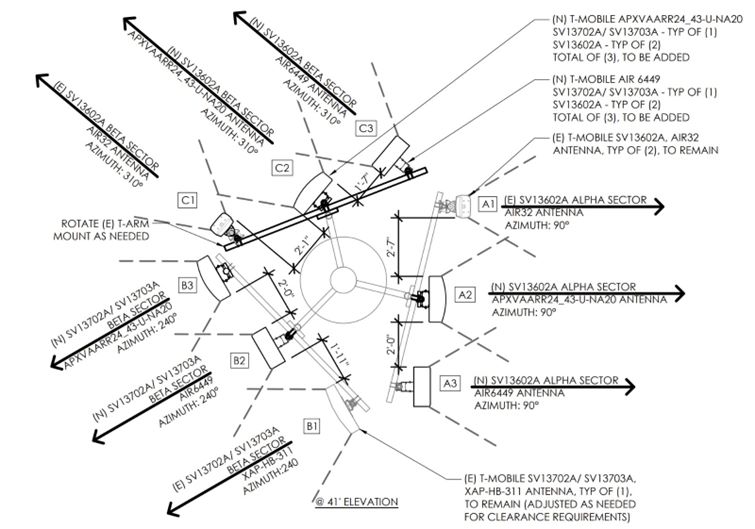 (N) T-MOBILE APXVAARR24_43-U-NA20
SV13702A/ SV13703A - TYP OF (1)
SV13602A - TYP OF (2)
TOTAL OF (3), TO BE ADDED
(N) T-MOBILE AIR 6449
SV13702A/ SV13703A - TYP OF (1)
SV13602A - TYP OF (2)
TOTAL OF (3), TO BE ADDED
(E) T-MOBILE SV13602A, AIR32
ANTENNA, TYP OF (2), TO REMAIN
(N) SV13602A BETA SECTOR
AIR6449 ANTENNA
AZIMUTH: 310°
(N) SV13602A BETA SECTOR
APXVAARR24_43-U-NA20 ANTENNA
AZIMUTH: 310°
(E) SV13602A BETA SECTOR
AIR32 ANTENNA
AZIMUTH: 310°
C3
C2
C1
1'-7"
2'-1"
ROTATE (E) T-ARM
MOUNT AS NEEDED
A1
(E) SV13602A ALPHA SECTOR
AIR32 ANTENNA
AZIMUTH: 90°
2'-7"
A2
(N) SV13602A ALPHA SECTOR
APXVAARR24_43-U-NA20 ANTENNA
AZIMUTH: 90°
2'-0"
A3
(N) SV13602A ALPHA SECTOR
AIR6449 ANTENNA
AZIMUTH: 90°
B3
2'-0"
(N) SV13702A/ SV13703A
BETA SECTOR
APXVAARR24_43-U-NA20
AZIMUTH: 240°
B2
1'-11"
(N) SV13702A/ SV13703A
BETA SECTOR
AIR6449
AZIMUTH: 240°
B1
(E) SV13702A/ SV13703A
BETA SECTOR
XAP-HB-311
AZIMUTH:240
@ 41' ELEVATION
(E) T-MOBILE SV13702A/ SV13703A,
XAP-HB-311 ANTENNA, TYP OF (1),
TO REMAIN (ADJUSTED AS NEEDED
FOR CLEARANCE REQUIREMENTS)